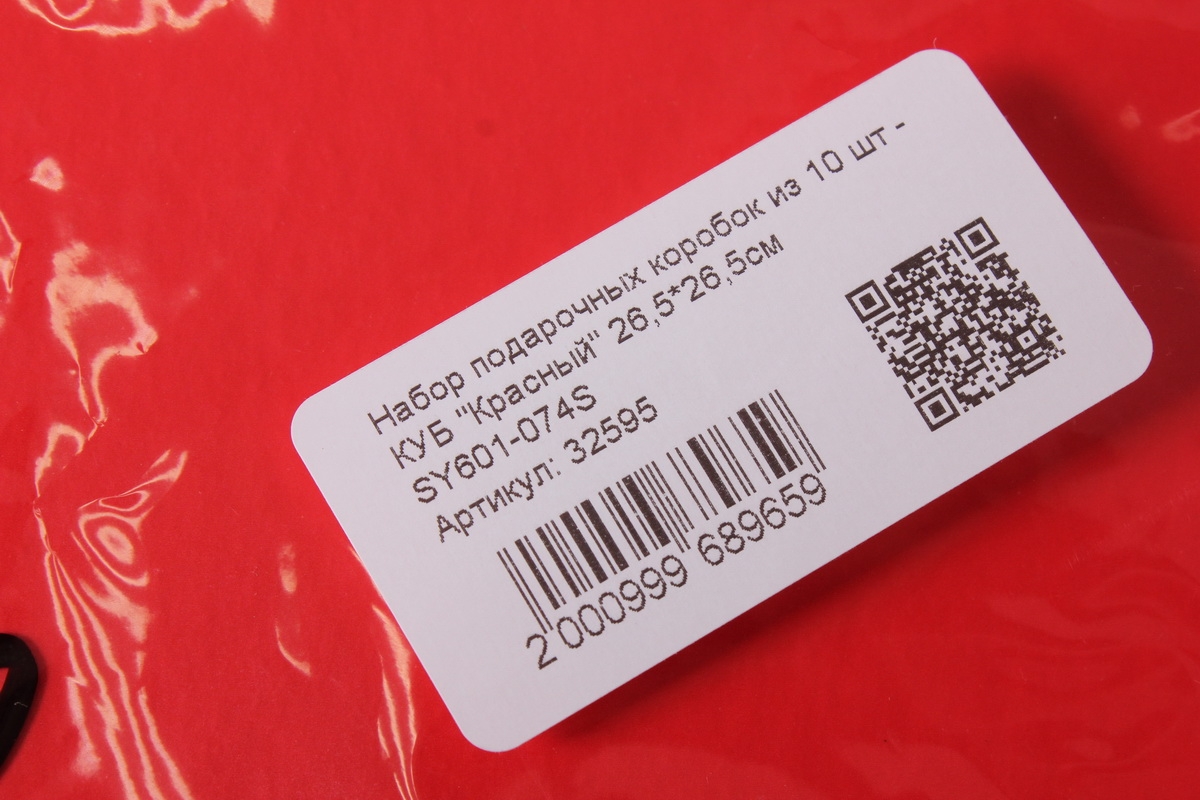 Набор подарочных коробок из 10 шт -
КУБ "Красный" 26,5*26,5см
SY601-074S
Артикул: 32595
2 000999 689659